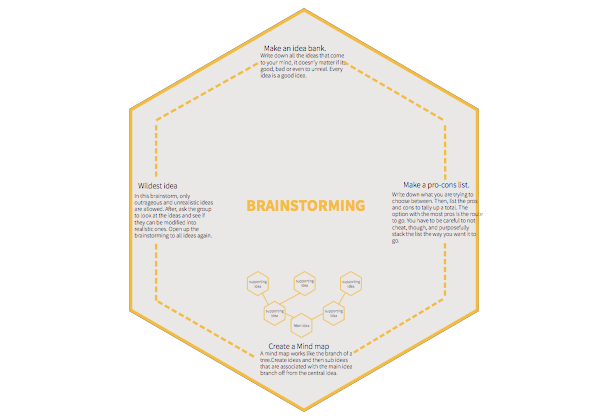 Make an idea bank.
Write down all the ideas that come
to your mind, it doesn'y matter if its
good, bad or even to unreal. Every
idea is a good idea.
Wildest idea
In this brainstorm, only
outrageous and unrealistic ideas
are allowed. After, ask the group
to look at the ideas and see if
they can be modified into
realistic ones. Open up the
brainstorming to all ideas again.
BRAINSTORMING
Make a pro-cons list.
Write down what you are trying to
choose between. Then, list the pros
and cons to tally up a total. The
option with the most pros is the route
to go. You have to be careful to not
cheat, though, and purposefully
stack the list the way you want it to
go.
supporting
idea
supporting
idea
supporting
idea
supporting
idea
supporting
idea
Main idea
Create a Mind map
A mind map works like the branch of a
tree.Create ideas and then sub ideas
that are associated with the main idea
branch off from the central idea.